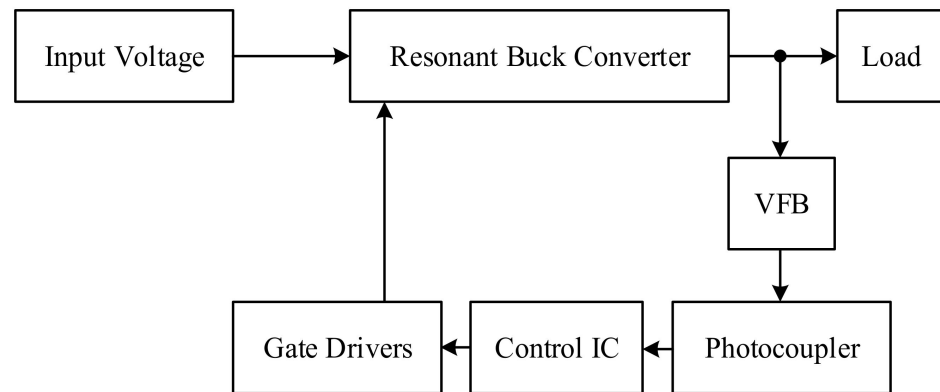 Input Voltage
Resonant Buck Converter
Load
VFB
Gate Drivers
Control IC
Photocoupler